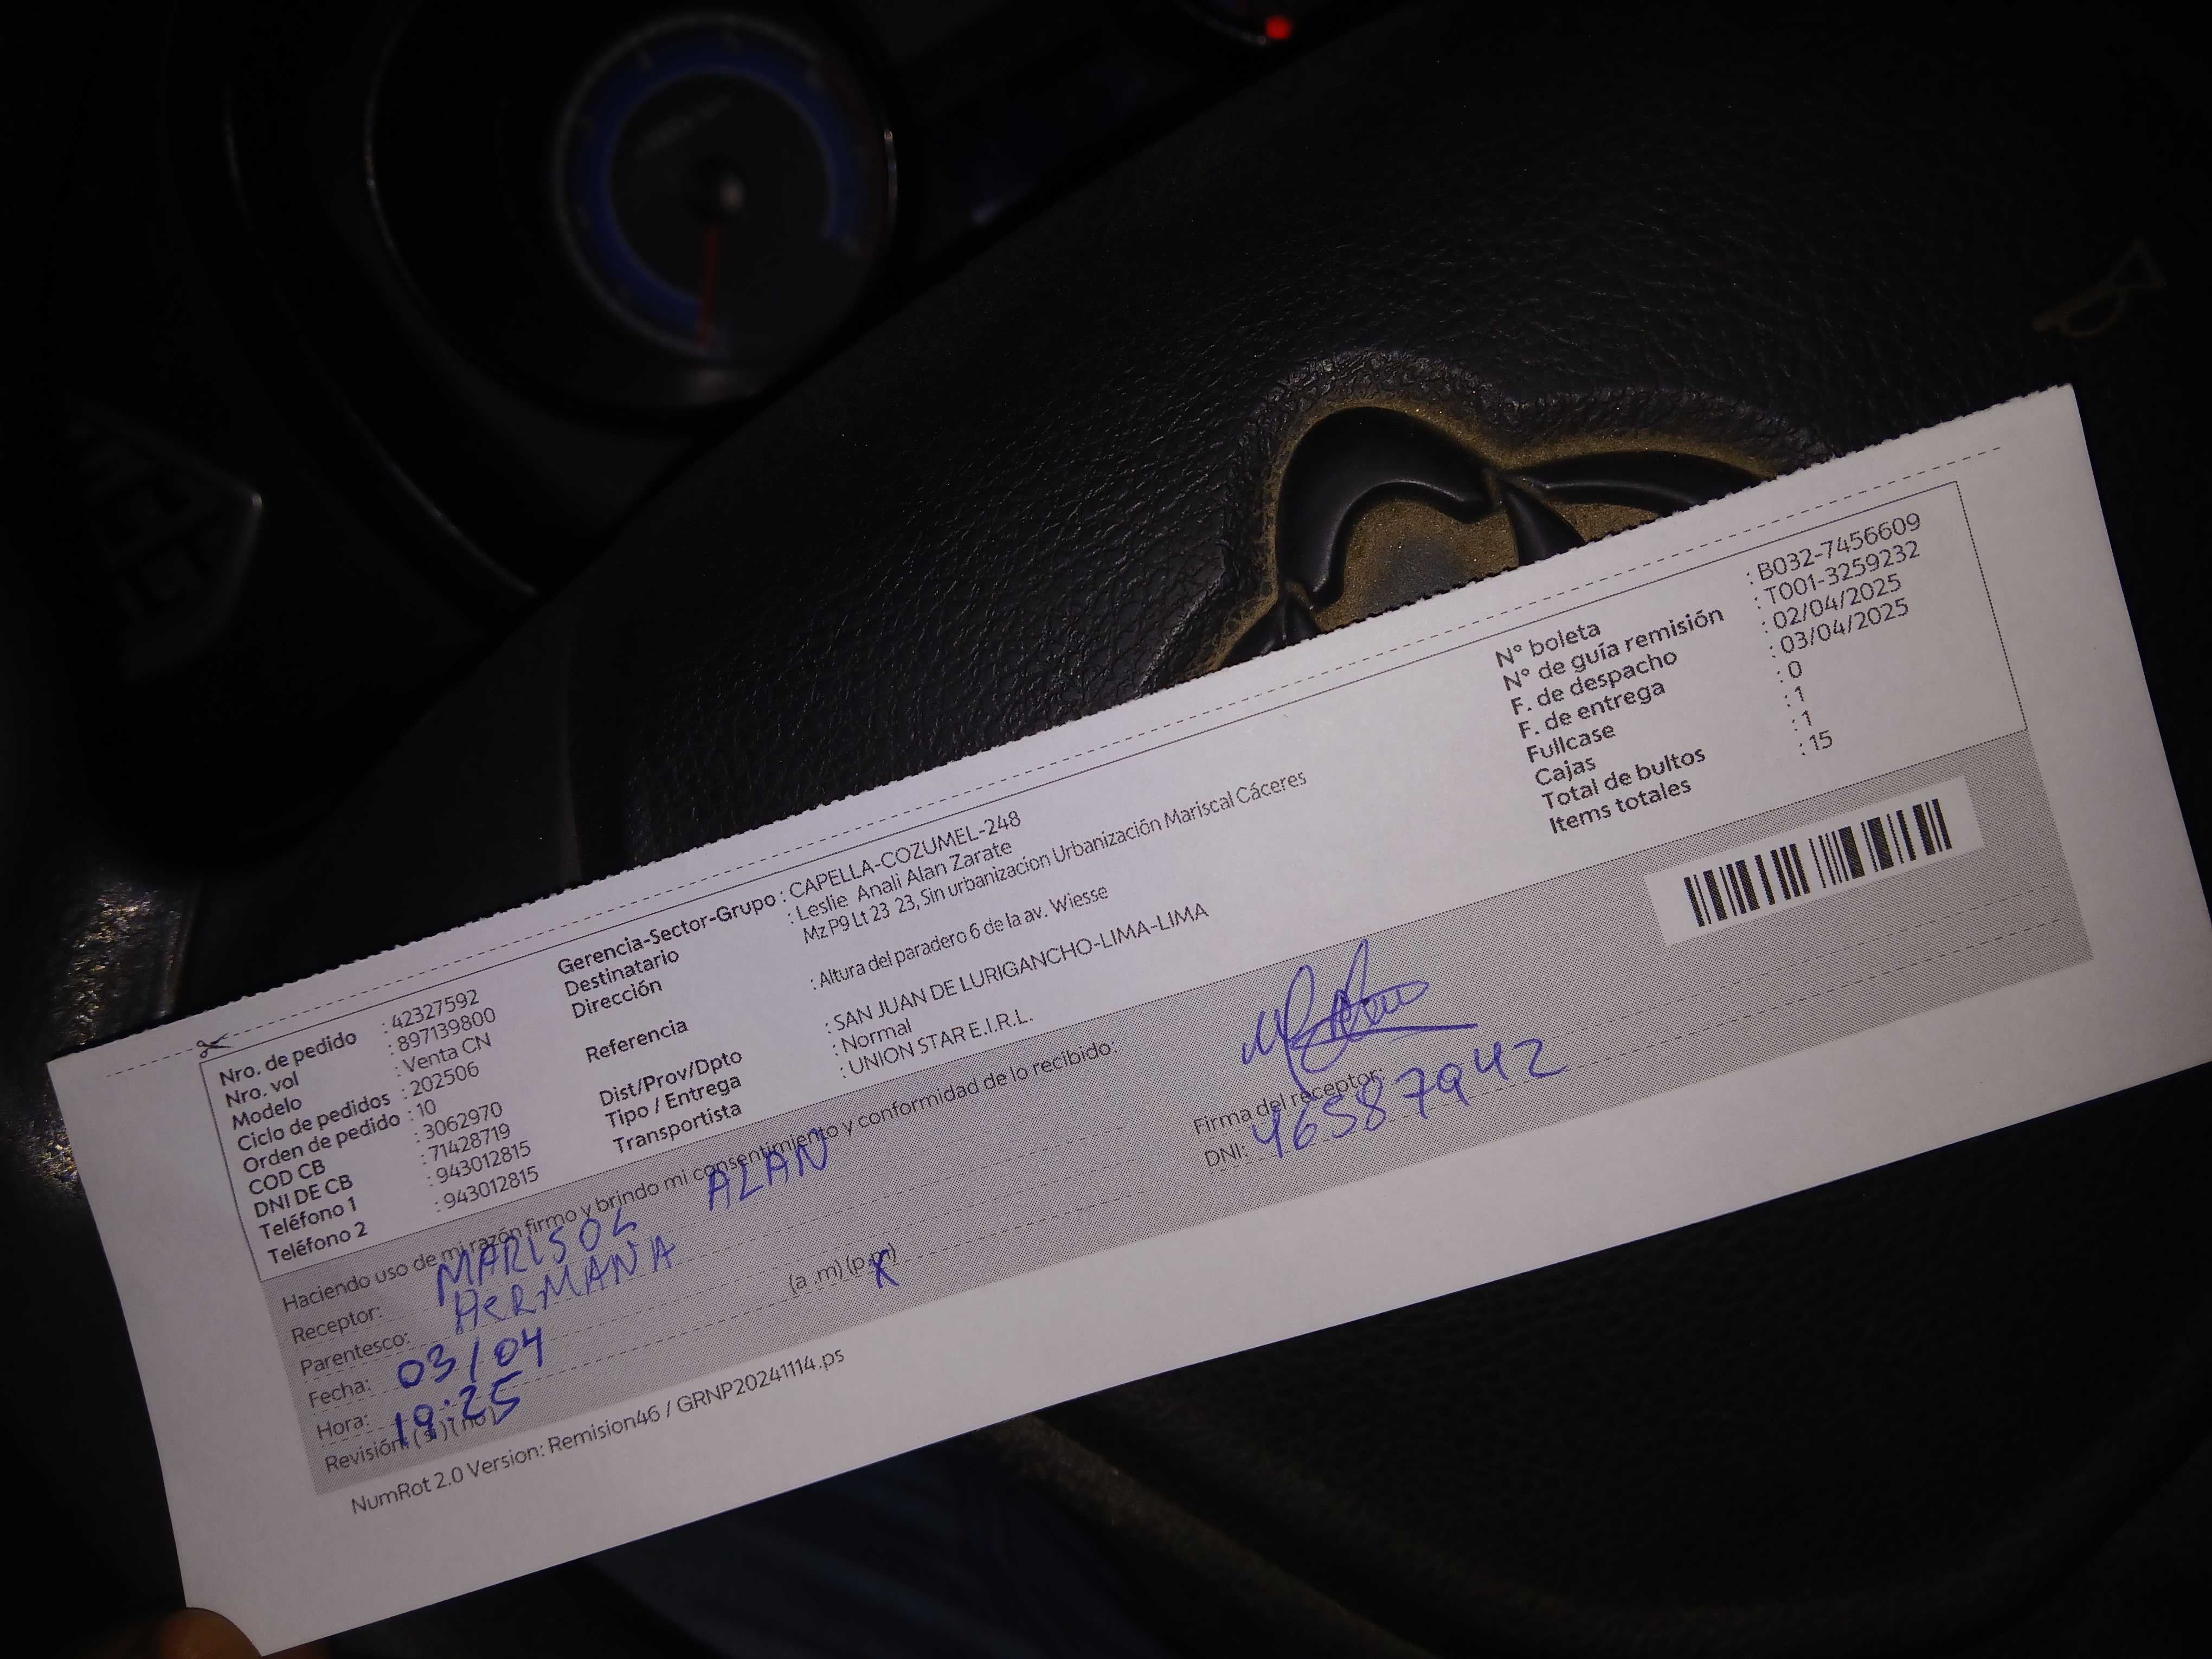 Nro. de pedido : 42327592
Nro. vol : 897139800
Modelo : Venta CN
Ciclo de pedidos : 202506
Orden de pedido : 10
COD CB : 3062970
DNI DE CB : 71428719
Teléfono 1 : 943012815
Teléfono 2 : 943012815
Gerencia-Sector-Grupo : CAPELLA-COZUMEL-248
Destinatario : Leslie Anali Alan Zarate
Dirección Mz P9 Lt 23 23, Sin urbanizacion Urbanización Mariscal Cáceres
Referencia : Altura del paradero 6 de la av. Wiesse
Dist/Prov/Dpto : SAN JUAN DE LURIGANCHO-LIMA-LIMA
Tipo / Entrega : Normal
Transportista : UNION STAR E.I.R.L.
N° boleta : B032-7456609
N° de guía remisión : T001-3259232
F. de despacho : 02/04/2025
F. de entrega : 03/04/2025
Fullcase : 0
Cajas : 1
Total de bultos : 1
Items totales : 15
Haciendo uso de mi razón firmo y brindo mi consentimiento y conformidad de lo recibido:
Receptor: MARISOL ALAN
Parentesco: HERMANA
Fecha: 03/04
Hora: 19:25 (a .m) (p.m)
Revisión: (si) (no)
Firma del receptor:
DNI: 46587942
NumRot 2.0 Version: Remision46 / GRNP20241114.ps